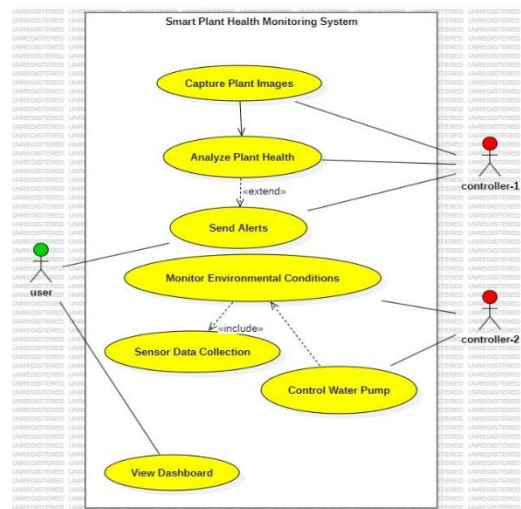 Smart Plant Health Monitoring System
Capture Plant Images
Analyze Plant Health
controller-1
«extend»
Send Alerts
Monitor Environmental Conditions
user
«include»
Sensor Data Collection
controller-2
Control Water Pump
View Dashboard
UNREGISTERED